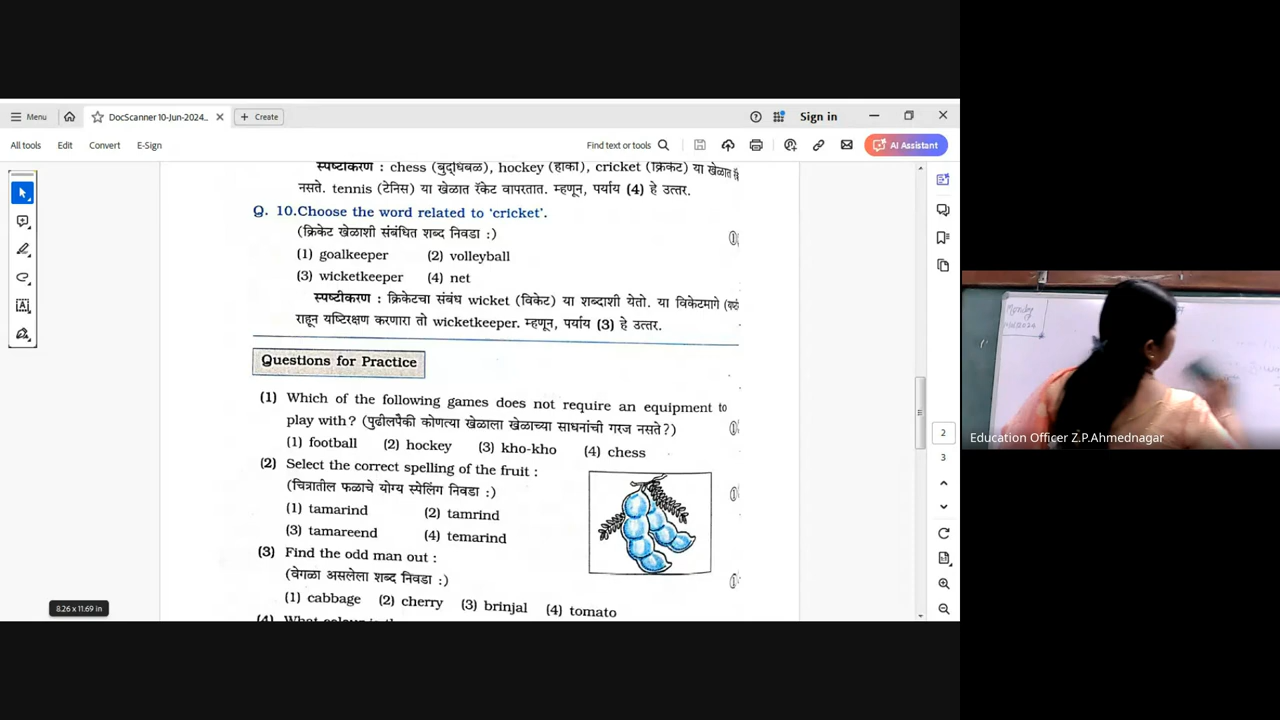 Menu
DocScanner 10-Jun-2024...
Create
Sign in
All tools
Edit
Convert
E-Sign
Find text or tools
AI Assistant
स्पष्टीकरण : chess (बुद्धिबळ), hockey (हॉकी), cricket (क्रिकेट) या खेळात
नसते. tennis (टेनिस) या खेळात रॅकेट वापरतात. म्हणून, पर्याय (4) हे उत्तर.
Q. 10.Choose the word related to ‘cricket’.
(क्रिकेट खेळाशी संबंधित शब्द निवडा :)
(1) goalkeeper (2) volleyball
(3) wicketkeeper (4) net
स्पष्टीकरण : क्रिकेटचा संबंध wicket (विकेट) या शब्दाशी येतो. या विकेटमागे
राहून यष्टिरक्षण करणारा तो wicketkeeper. म्हणून, पर्याय (3) हे उत्तर.
Questions for Practice
(1) Which of the following games does not require an equipment to
play with? (पुढीलपैकी कोणत्या खेळाला खेळाच्या साधनांची गरज नसते?)
(1) football (2) hockey (3) kho-kho (4) chess
(2) Select the correct spelling of the fruit :
(चित्रातील फळाचे योग्य स्पेलिंग निवडा :)
(1) tamarind (2) tamrind
(3) tamareend (4) temarind
(3) Find the odd man out :
(वेगळा असलेला शब्द निवडा :)
(1) cabbage (2) cherry (3) brinjal (4) tomato
(4) What colour is the
8.26 x 11.69 in
2
3
Monday
Education Officer Z.P.Ahmednagar